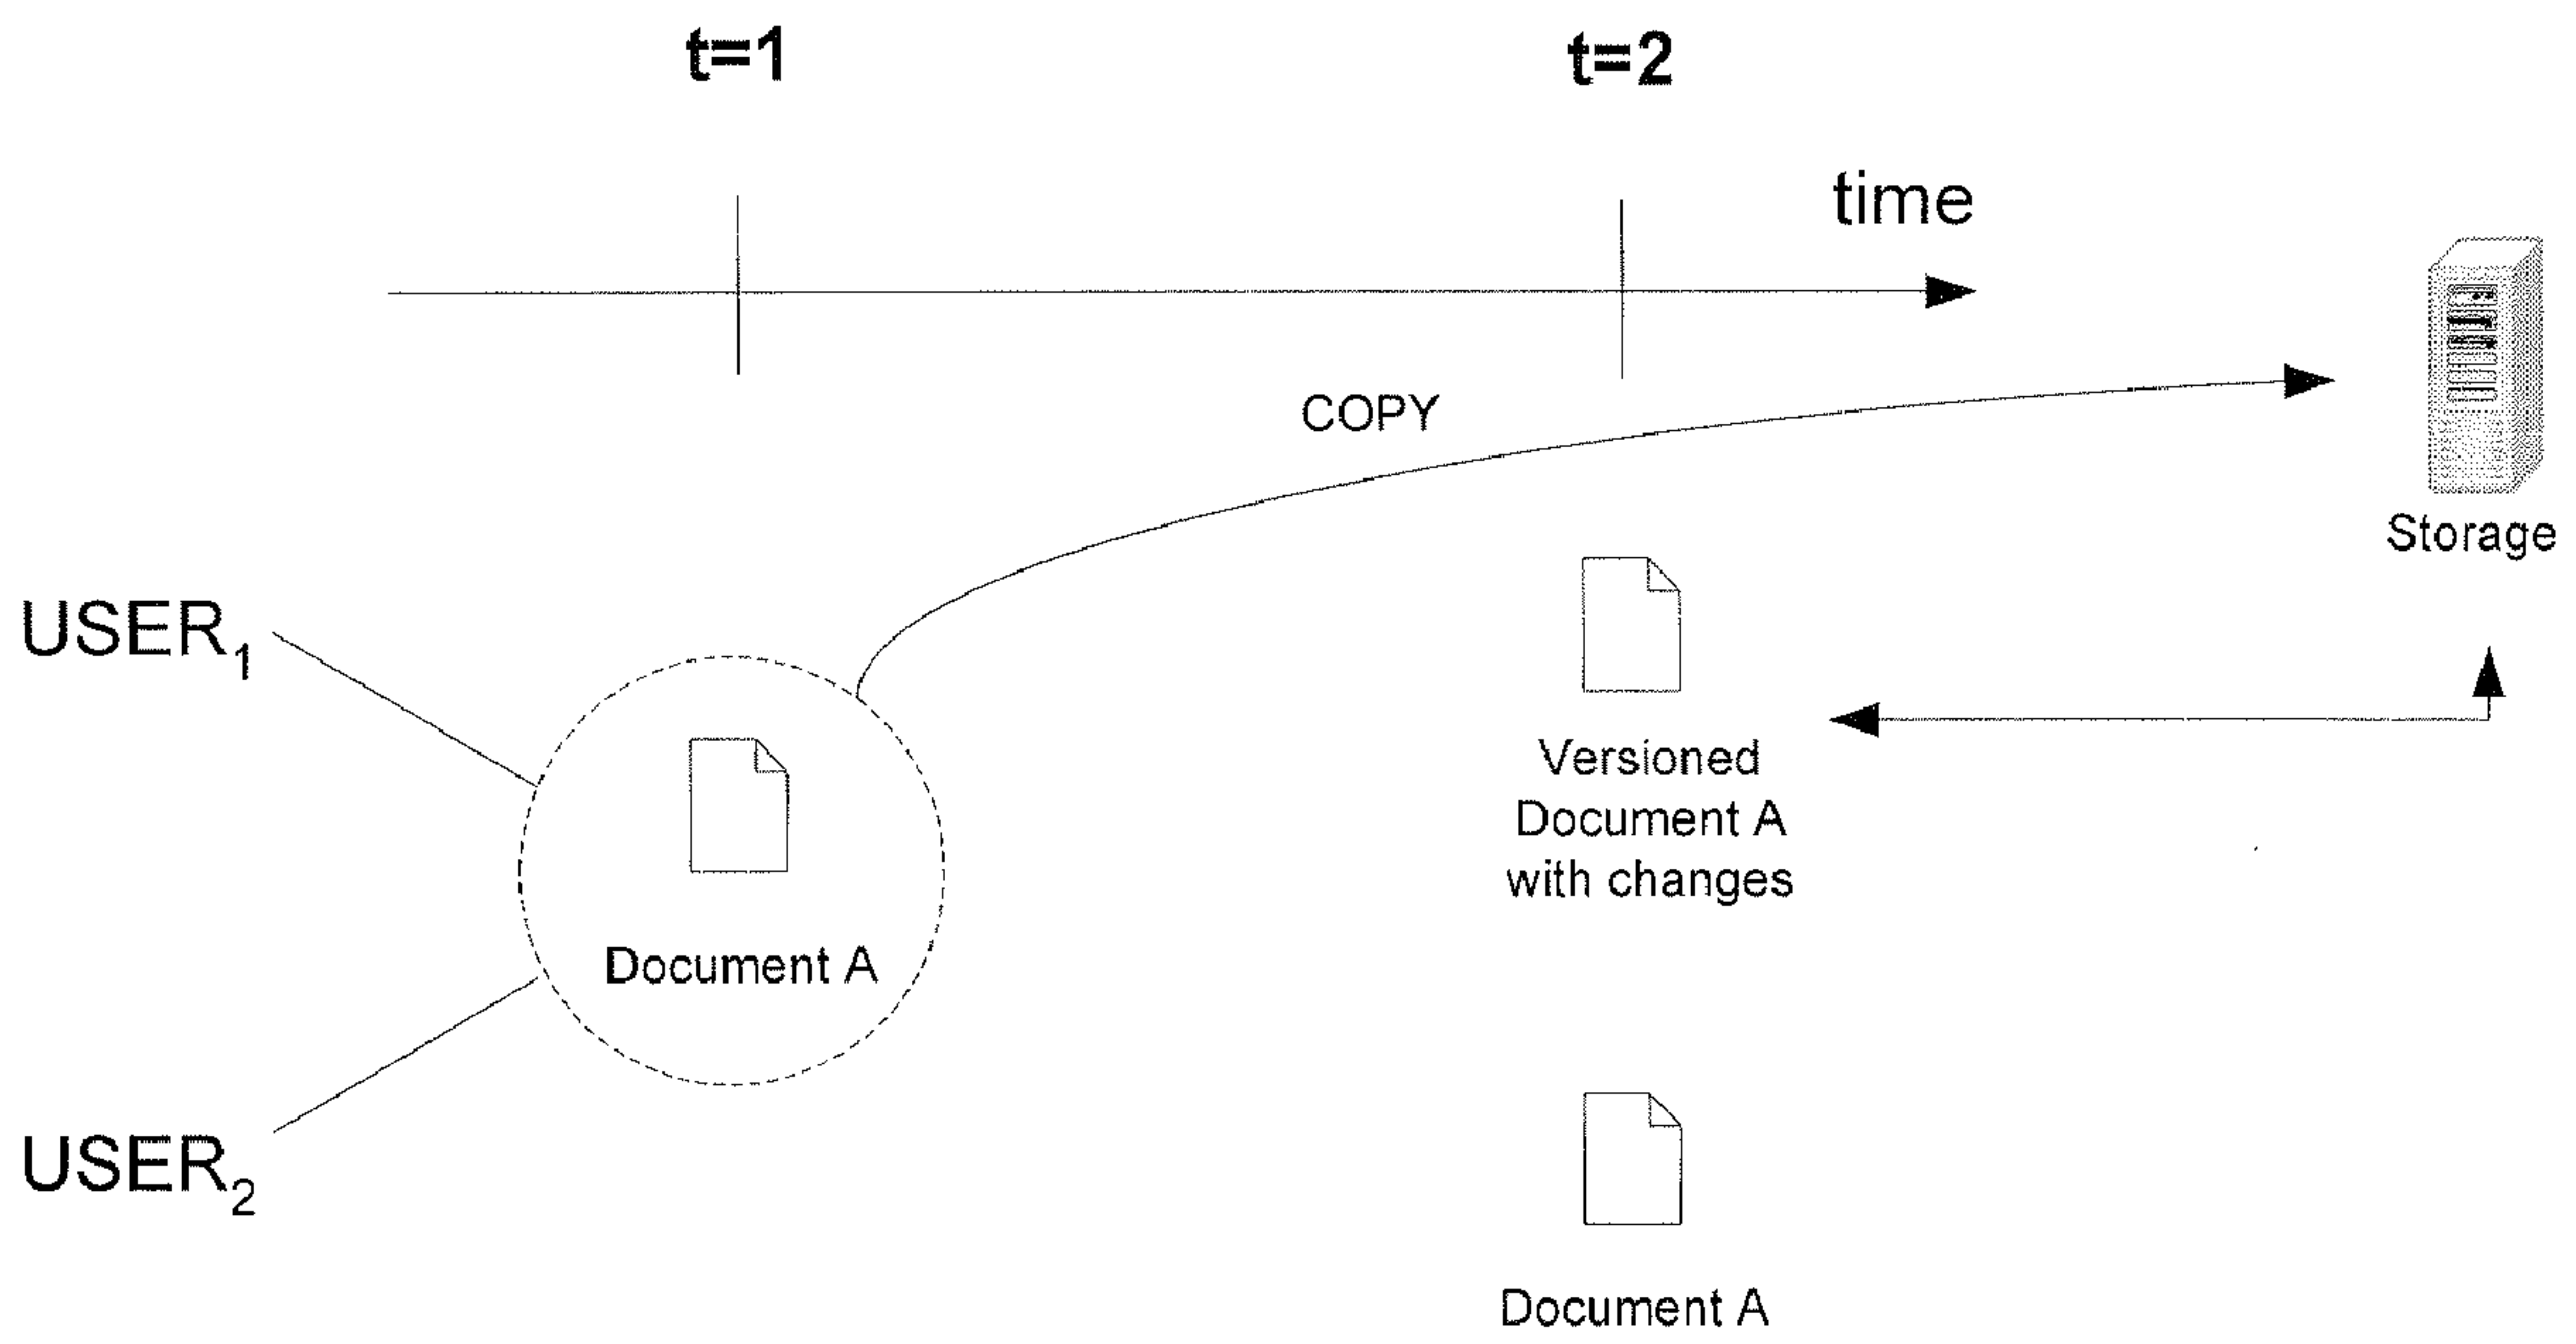 t=1
t=2
time
COPY
Storage
USER₁
Versioned
Document A
with changes
Document A
USER₂
Document A